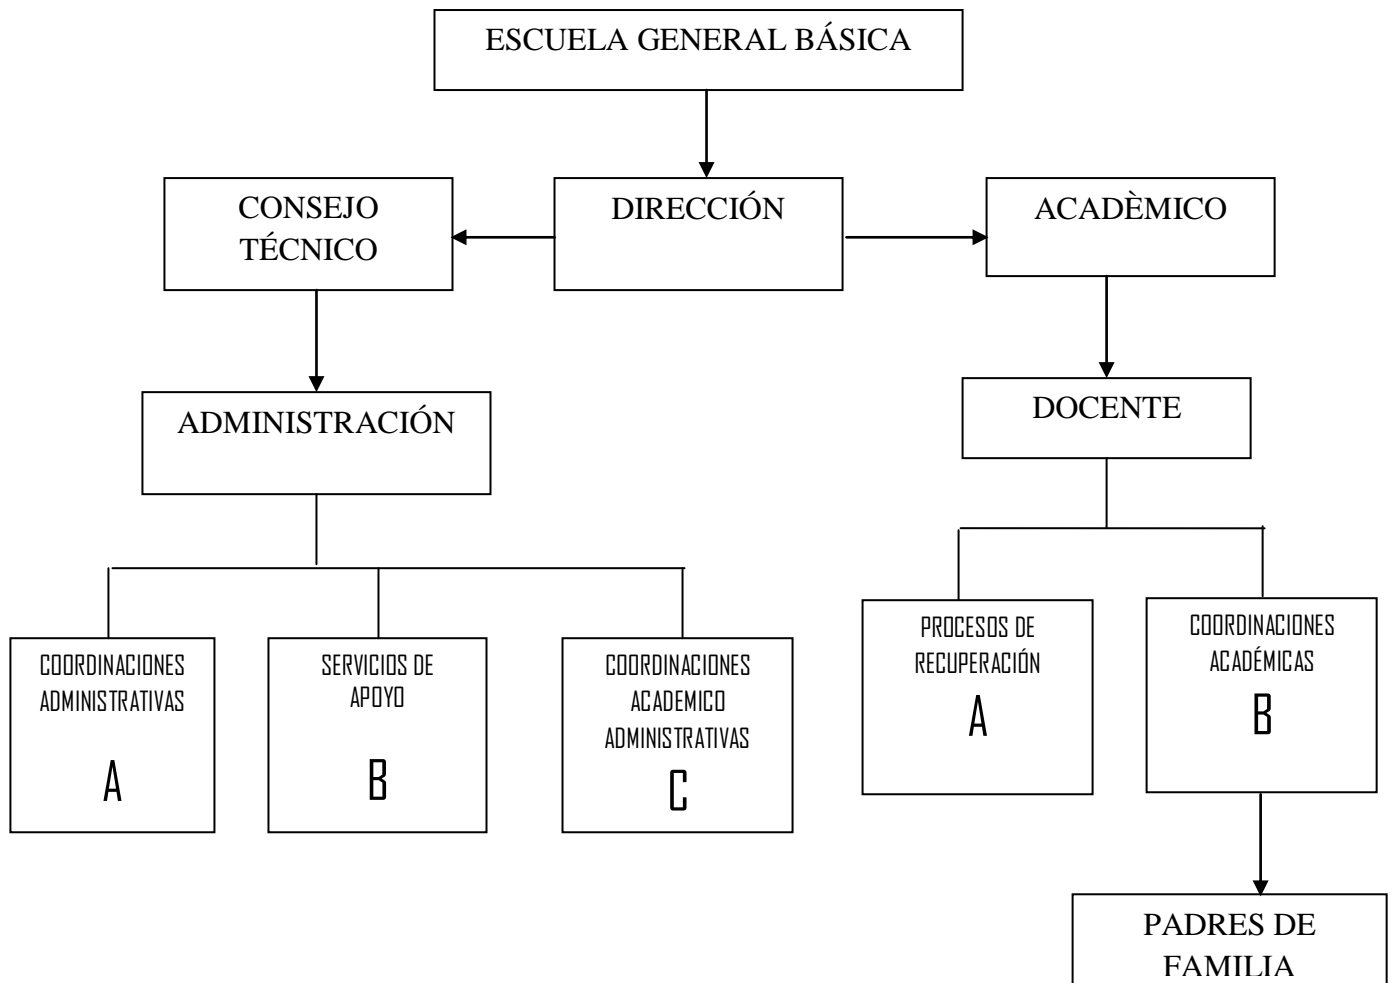 ESCUELA GENERAL BÁSICA
CONSEJO
TÉCNICO
DIRECCIÓN
ACADÈMICO
ADMINISTRACIÓN
DOCENTE
COORDINACIONES
ADMINISTRATIVAS
A
SERVICIOS DE
APOYO
B
COORDINACIONES
ACADEMICO
ADMINISTRATIVAS
C
PROCESOS DE
RECUPERACIÓN
A
COORDINACIONES
ACADÉMICAS
B
PADRES DE
FAMILIA